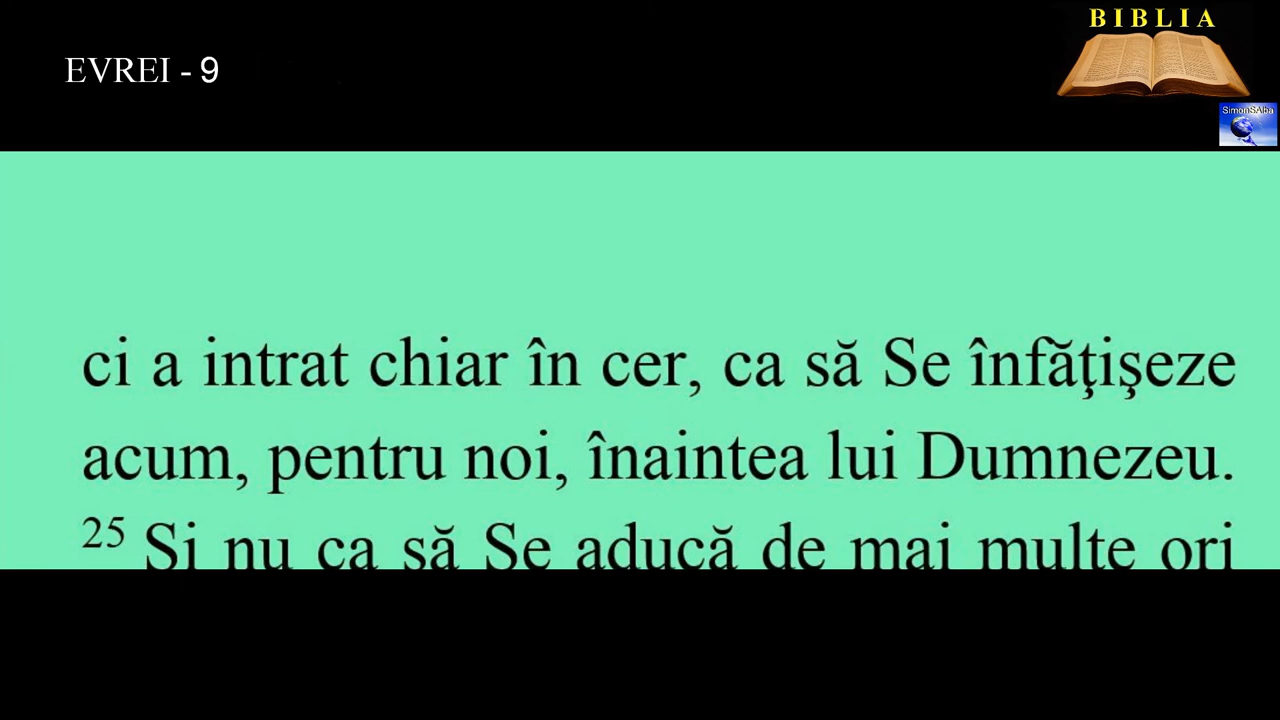 BIBLIA
EVREI - 9
SimonSAlba
ci a intrat chiar în cer, ca să Se înfăţişeze
acum, pentru noi, înaintea lui Dumnezeu.
25 Şi nu ca să Se aducă de mai multe ori